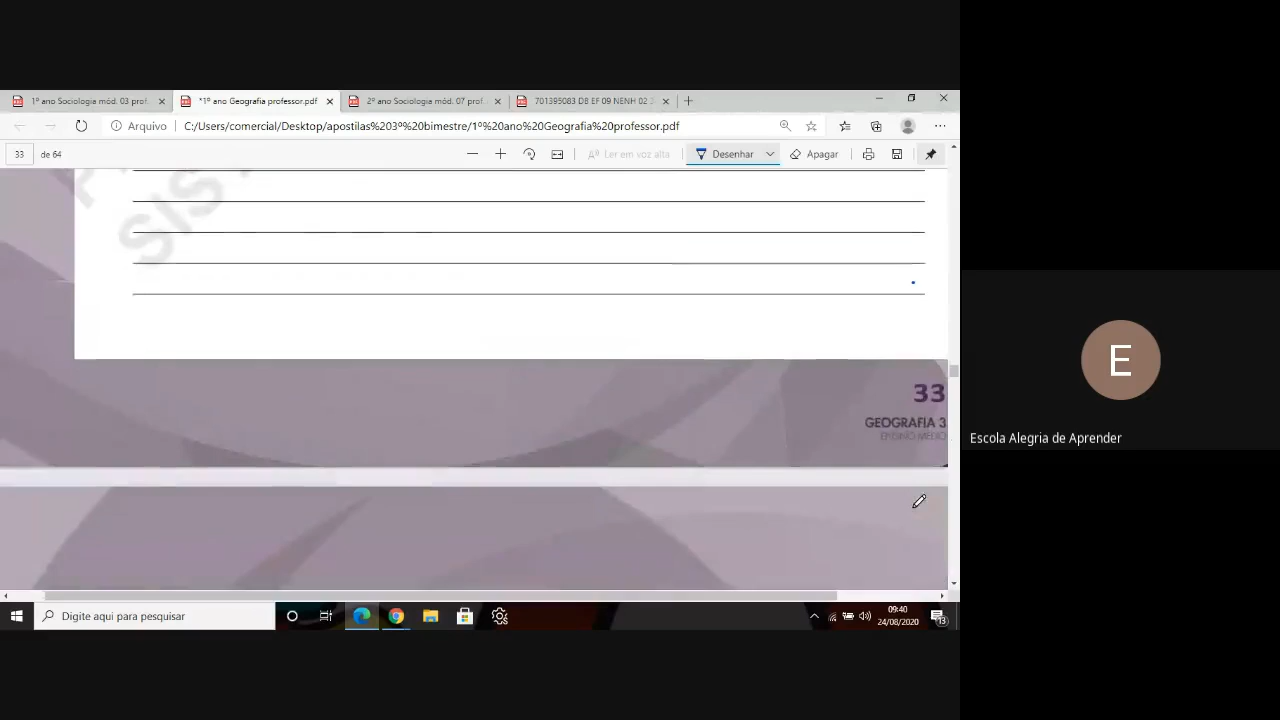 1º ano Sociologia mód. 03 prof.
*1º ano Geografia professor.pdf
2º ano Sociologia mód. 07 prof.
701395083 DB EF 09 NENH 02
Arquivo
C:/Users/comercial/Desktop/apostilas%203º%20bimestre/1º%20ano%20Geografia%20professor.pdf
33 de 64
Ler em voz alta
Desenhar
Apagar
SIS
33
GEOGRAFIA 3
ENSINO MÉDIO
E
Escola Alegria de Aprender
Digite aqui para pesquisar
09:40
24/08/2020
13